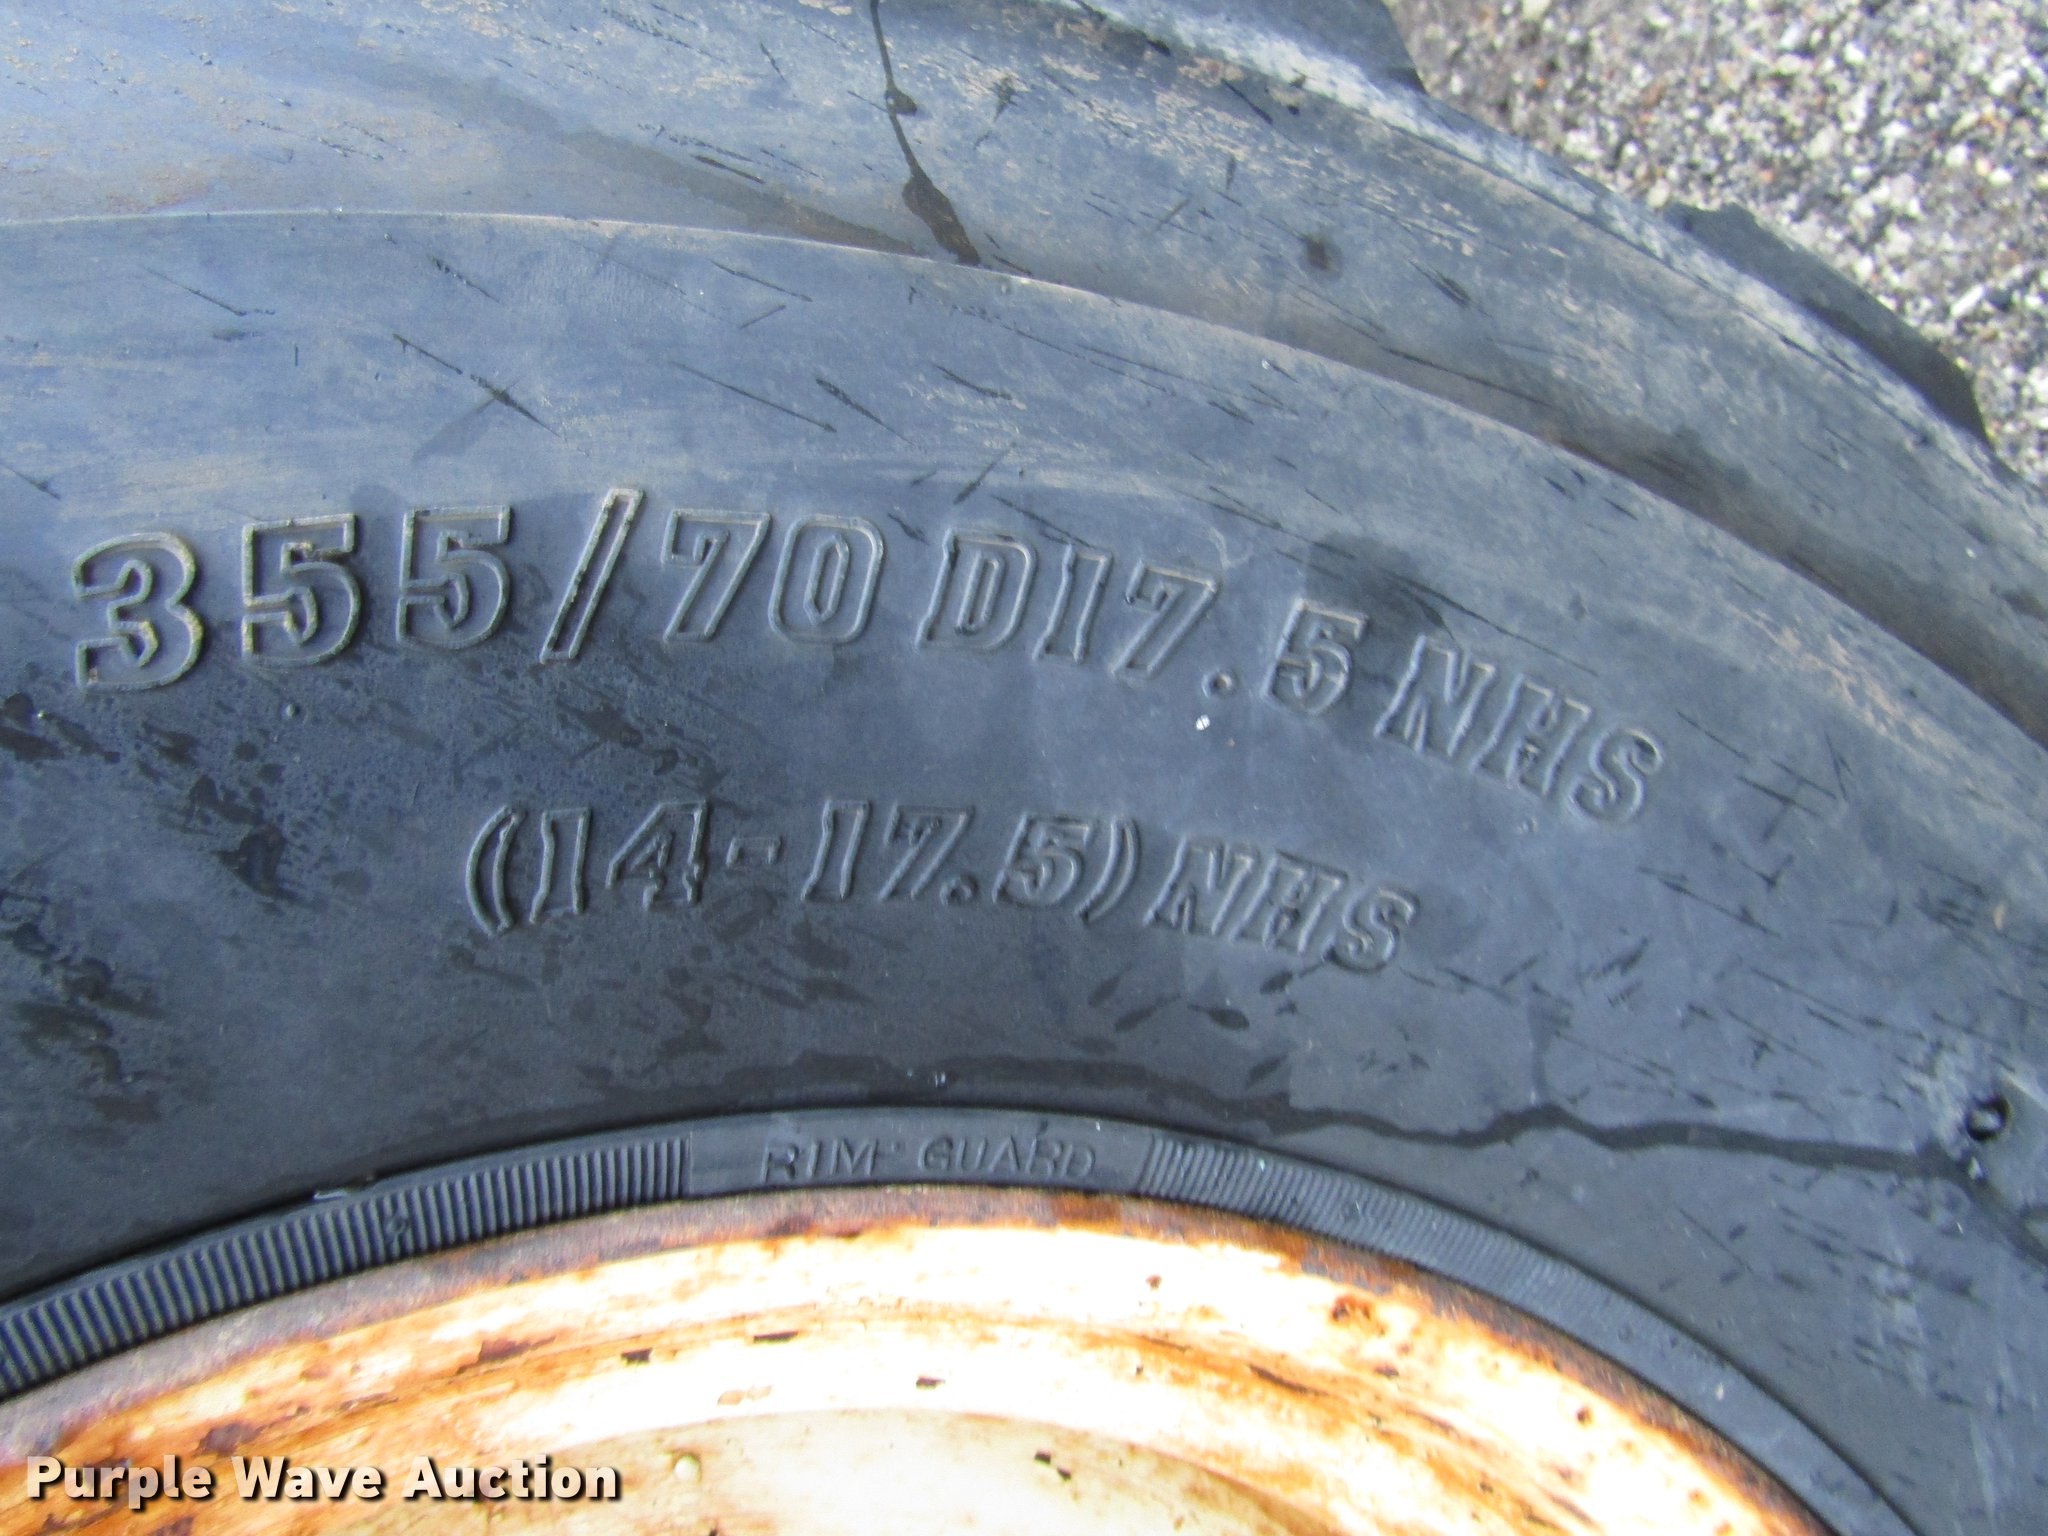 355/70 D17.5 NHS
(14-17.5) NHS
RIM GUARD
Purple Wave Auction